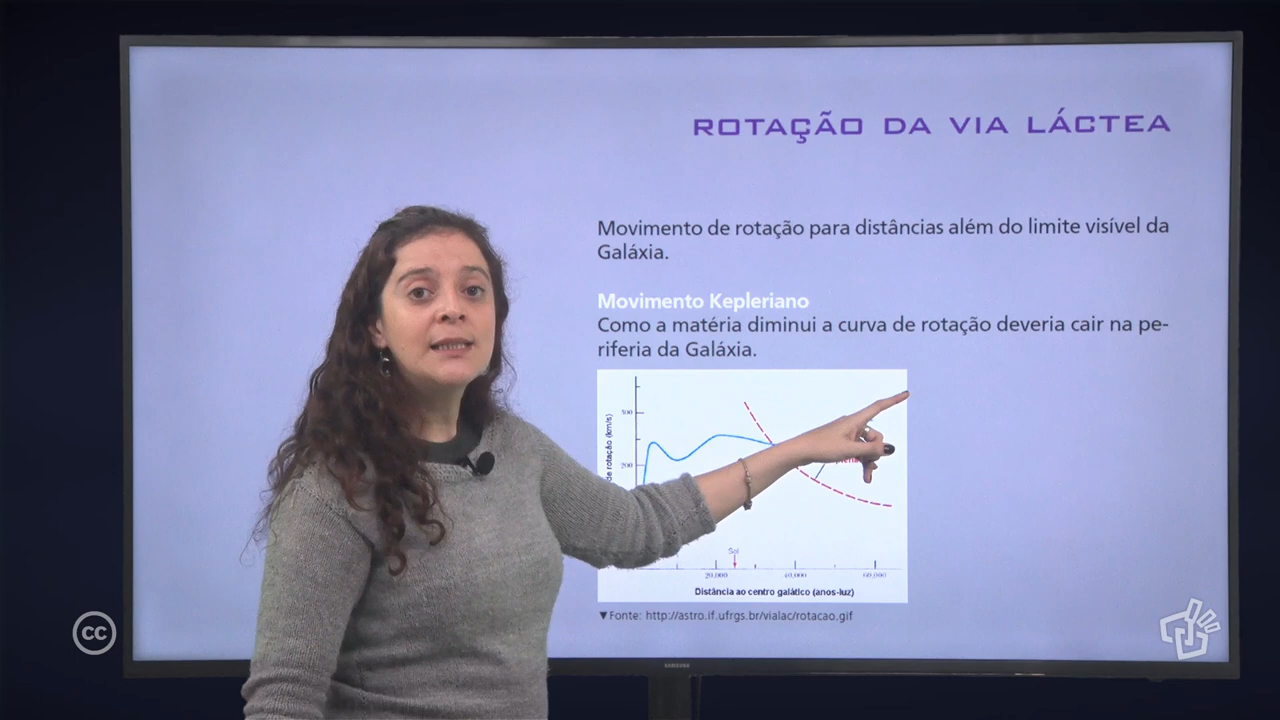 ROTAÇÃO DA VIA LÁCTEA
Movimento de rotação para distâncias além do limite visível da
Galáxia.
Movimento Kepleriano
Como a matéria diminui a curva de rotação deveria cair na pe-
riferia da Galáxia.
300
200
de rotação (km/s)
Sol
20,000 40,000 60,000
Distância ao centro galático (anos-luz)
▼Fonte: http://astro.if.ufrgs.br/vialac/rotacao.gif
cc
SAMSUNG